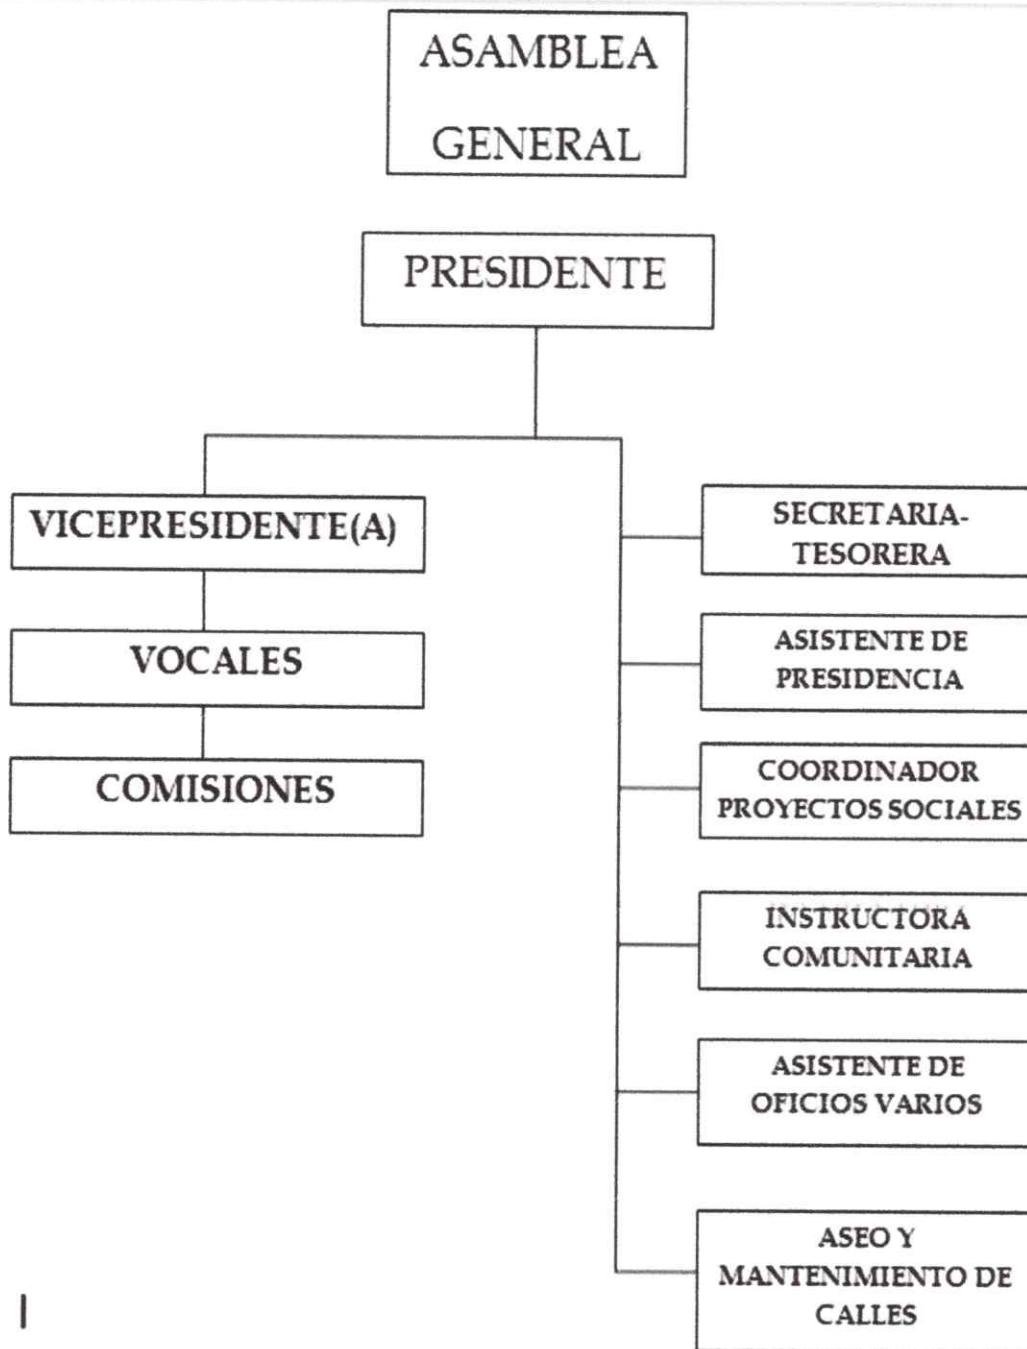 ASAMBLEA
GENERAL
PRESIDENTE
VICEPRESIDENTE(A)
VOCALES
COMISIONES
SECRETARIA-
TESORERA
ASISTENTE DE
PRESIDENCIA
COORDINADOR
PROYECTOS SOCIALES
INSTRUCTORA
COMUNITARIA
ASISTENTE DE
OFICIOS VARIOS
ASEO Y
MANTENIMIENTO DE
CALLES